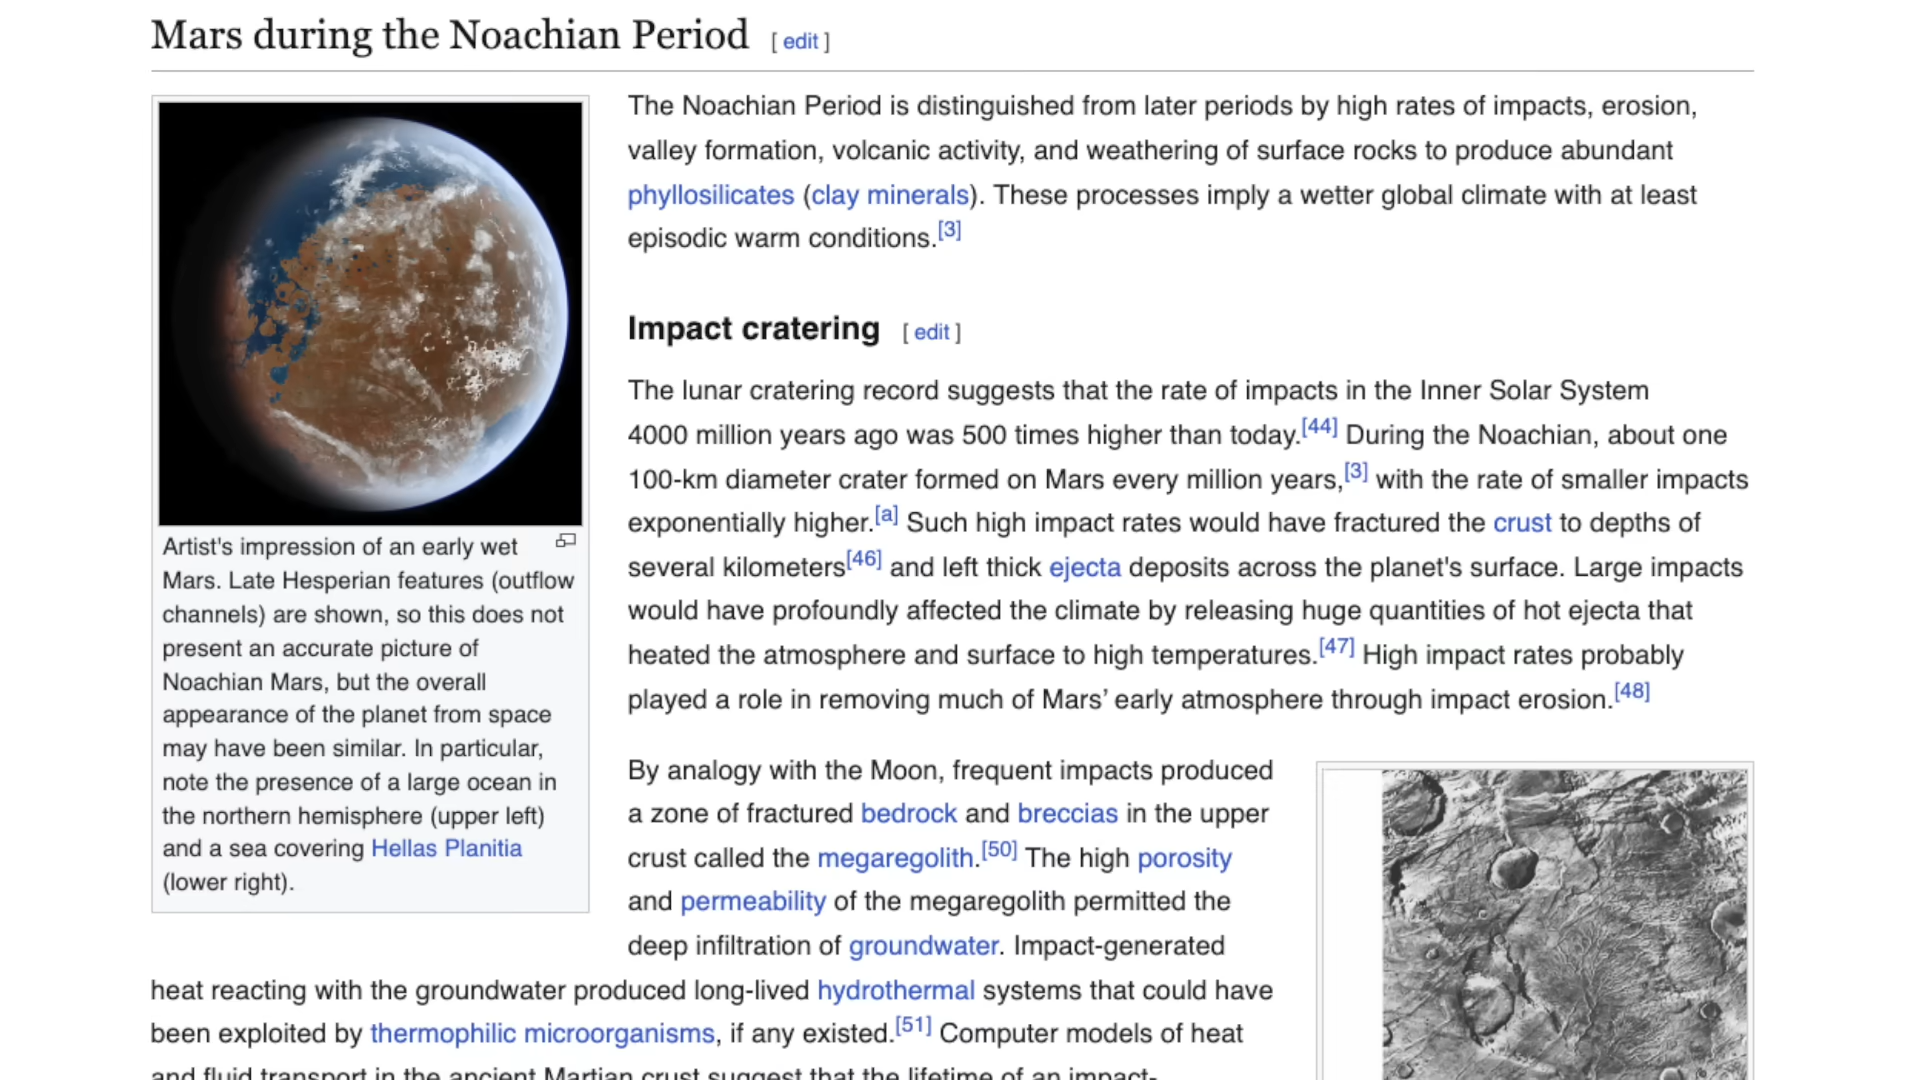 Mars during the Noachian Period [ edit ]
The Noachian Period is distinguished from later periods by high rates of impacts, erosion,
valley formation, volcanic activity, and weathering of surface rocks to produce abundant
phyllosilicates (clay minerals). These processes imply a wetter global climate with at least
episodic warm conditions.[3]
Artist's impression of an early wet
Mars. Late Hesperian features (outflow
channels) are shown, so this does not
present an accurate picture of
Noachian Mars, but the overall
appearance of the planet from space
may have been similar. In particular,
note the presence of a large ocean in
the northern hemisphere (upper left)
and a sea covering Hellas Planitia
(lower right).
Impact cratering [ edit ]
The lunar cratering record suggests that the rate of impacts in the Inner Solar System
4000 million years ago was 500 times higher than today.[44] During the Noachian, about one
100-km diameter crater formed on Mars every million years,[3] with the rate of smaller impacts
exponentially higher.[a] Such high impact rates would have fractured the crust to depths of
several kilometers[46] and left thick ejecta deposits across the planet's surface. Large impacts
would have profoundly affected the climate by releasing huge quantities of hot ejecta that
heated the atmosphere and surface to high temperatures.[47] High impact rates probably
played a role in removing much of Mars’ early atmosphere through impact erosion.[48]
By analogy with the Moon, frequent impacts produced
a zone of fractured bedrock and breccias in the upper
crust called the megaregolith.[50] The high porosity
and permeability of the megaregolith permitted the
deep infiltration of groundwater. Impact-generated
heat reacting with the groundwater produced long-lived hydrothermal systems that could have
been exploited by thermophilic microorganisms, if any existed.[51] Computer models of heat
and fluid transport in the ancient Martian crust suggest that the lifetime of an impact-